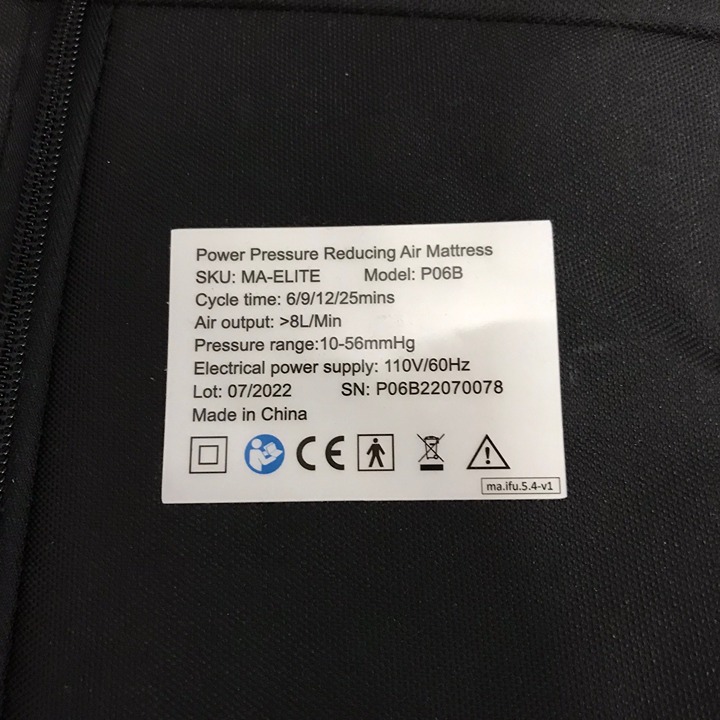 Power Pressure Reducing Air Mattress
SKU: MA-ELITE Model: P06B
Cycle time: 6/9/12/25mins
Air output: >8L/Min
Pressure range:10-56mmHg
Electrical power supply: 110V/60Hz
Lot: 07/2022 SN: P06B22070078
Made in China
CE
ma.ifu.5.4-v1